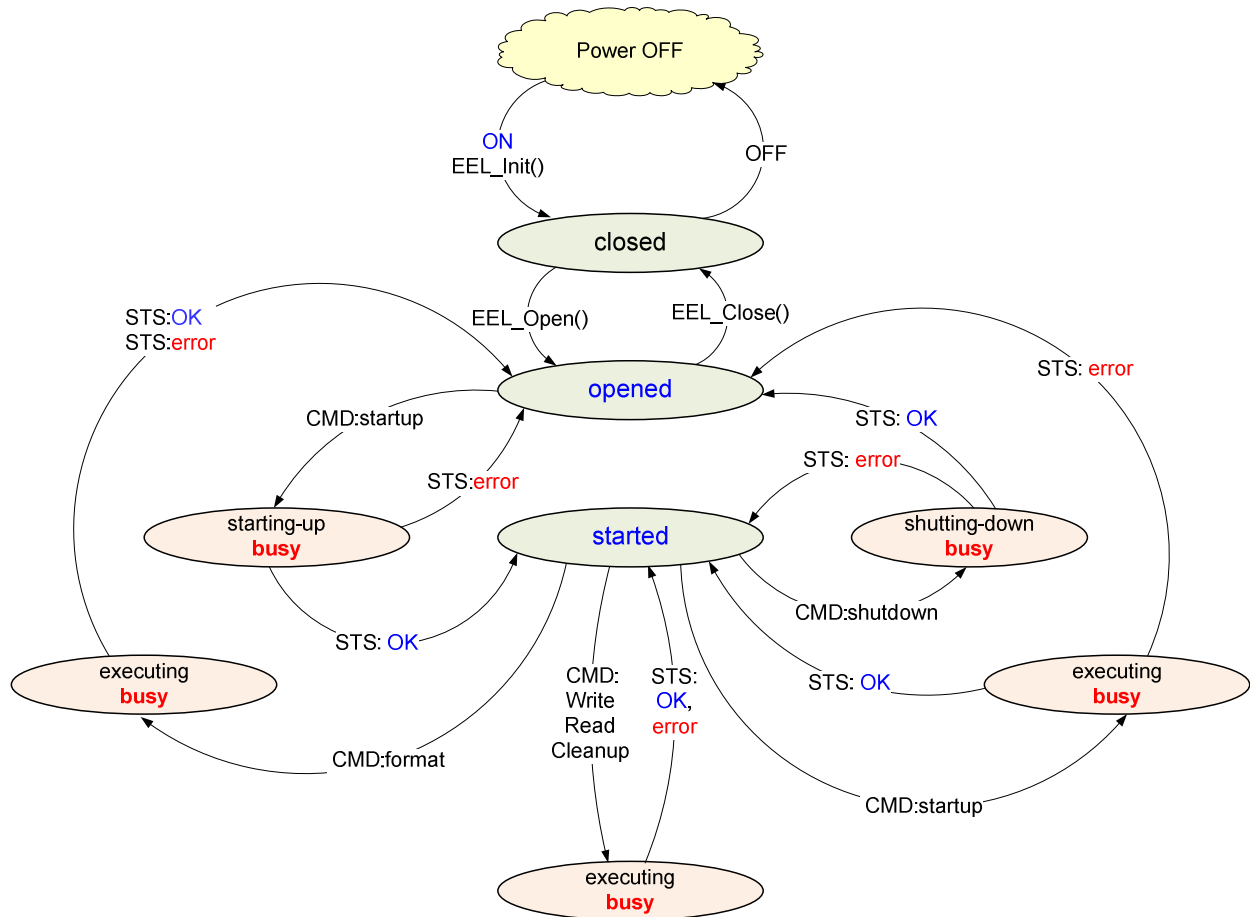 Power OFF
ON
EEL_Init()
OFF
closed
STS:OK
STS:error
EEL_Open()
EEL_Close()
STS: error
opened
CMD:startup
STS: OK
STS: error
STS:error
starting-up
busy
started
shutting-down
busy
CMD:shutdown
STS: OK
executing
busy
CMD:
Write
Read
Cleanup
STS:
OK,
error
STS: OK
executing
busy
CMD:format
CMD:startup
executing
busy